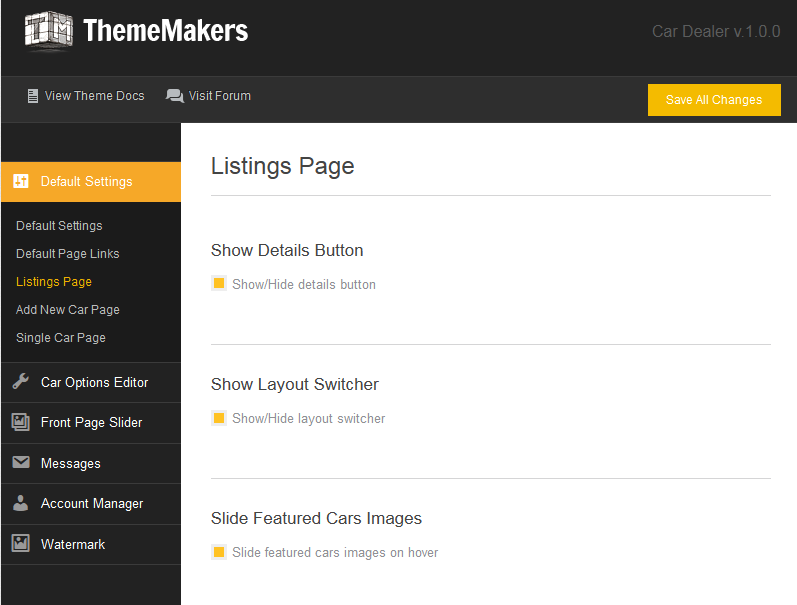 TM ThemeMakers
Car Dealer v.1.0.0
View Theme Docs
Visit Forum
Save All Changes
Default Settings
Default Settings
Default Page Links
Listings Page
Add New Car Page
Single Car Page
Car Options Editor
Front Page Slider
Messages
Account Manager
Watermark
Listings Page
Show Details Button
Show/Hide details button
Show Layout Switcher
Show/Hide layout switcher
Slide Featured Cars Images
Slide featured cars images on hover